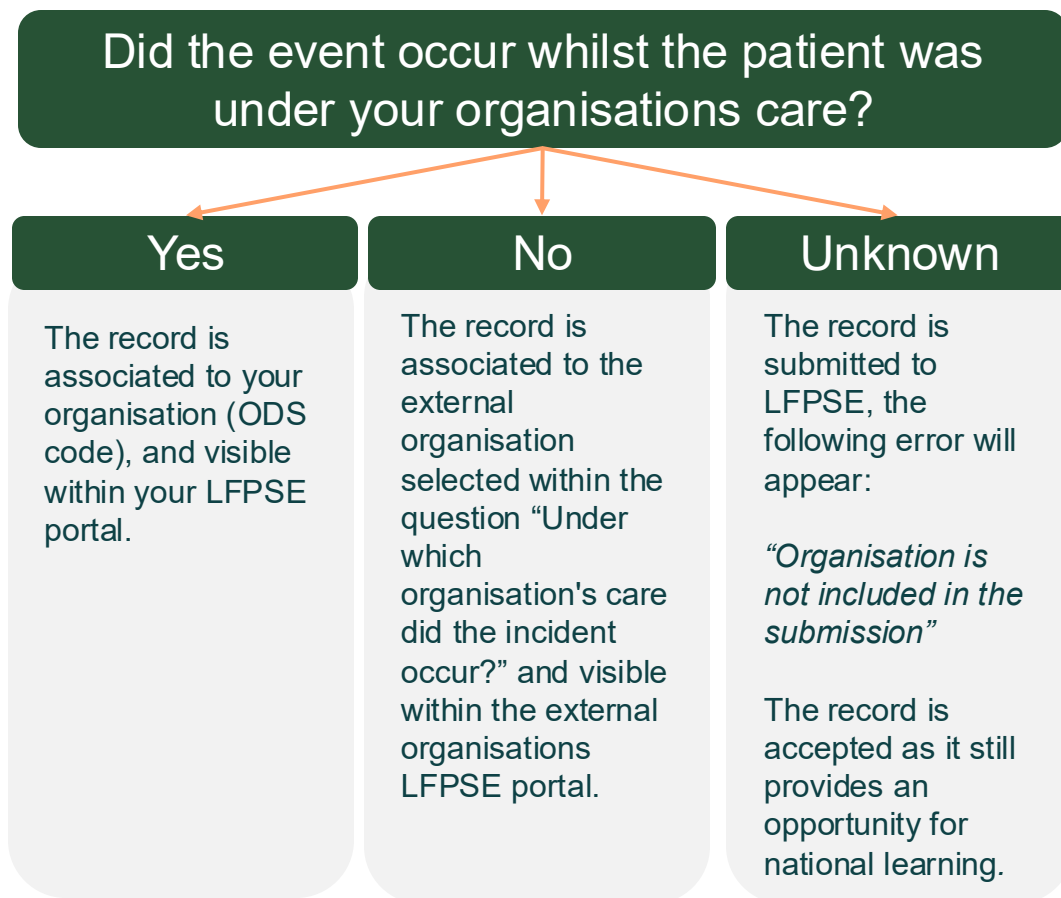 Did the event occur whilst the patient was
under your organisations care?
Yes
The record is
associated to your
organisation (ODS
code), and visible
within your LFPSE
portal.
No
The record is
associated to the
external
organisation
selected within the
question “Under
which
organisation's care
did the incident
occur?” and visible
within the external
organisations
LFPSE portal.
Unknown
The record is
submitted to
LFPSE, the
following error will
appear:
“Organisation is
not included in the
submission”
The record is
accepted as it still
provides an
opportunity for
national learning.